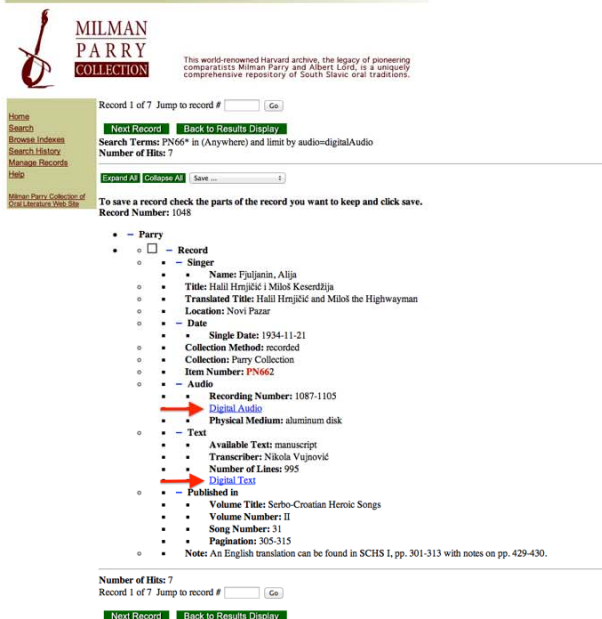 MILMAN
PARRY
COLLECTION
This world-renowned Harvard archive, the legacy of pioneering
comparatists Milman Parry and Albert Lord, is a uniquely
comprehensive repository of South Slavic oral traditions.
Home
Search
Browse Indexes
Search History
Manage Records
Help
Milman Parry Collection of
Oral Literature Web Site
Record 1 of 7 Jump to record # Go
Next Record Back to Results Display
Search Terms: PN66* in (Anywhere) and limit by audio=digitalAudio
Number of Hits: 7
Expand All Collapse All Save ...
To save a record check the parts of the record you want to keep and click save.
Record Number: 1048
− Parry
− Record
− Singer
Name: Fjuljanin, Alija
Title: Halil Hrnjičić i Miloš Keserdžija
Translated Title: Halil Hrnjičić and Miloš the Highwayman
Location: Novi Pazar
− Date
Single Date: 1934-11-21
Collection Method: recorded
Collection: Parry Collection
Item Number: PN662
− Audio
Recording Number: 1087-1105
Digital Audio
Physical Medium: aluminum disk
− Text
Available Text: manuscript
Transcriber: Nikola Vujnović
Number of Lines: 995
Digital Text
− Published in
Volume Title: Serbo-Croatian Heroic Songs
Volume Number: II
Song Number: 31
Pagination: 305-315
Note: An English translation can be found in SCHS I, pp. 301-313 with notes on pp. 429-430.
Number of Hits: 7
Record 1 of 7 Jump to record # Go
Next Record Back to Results Display